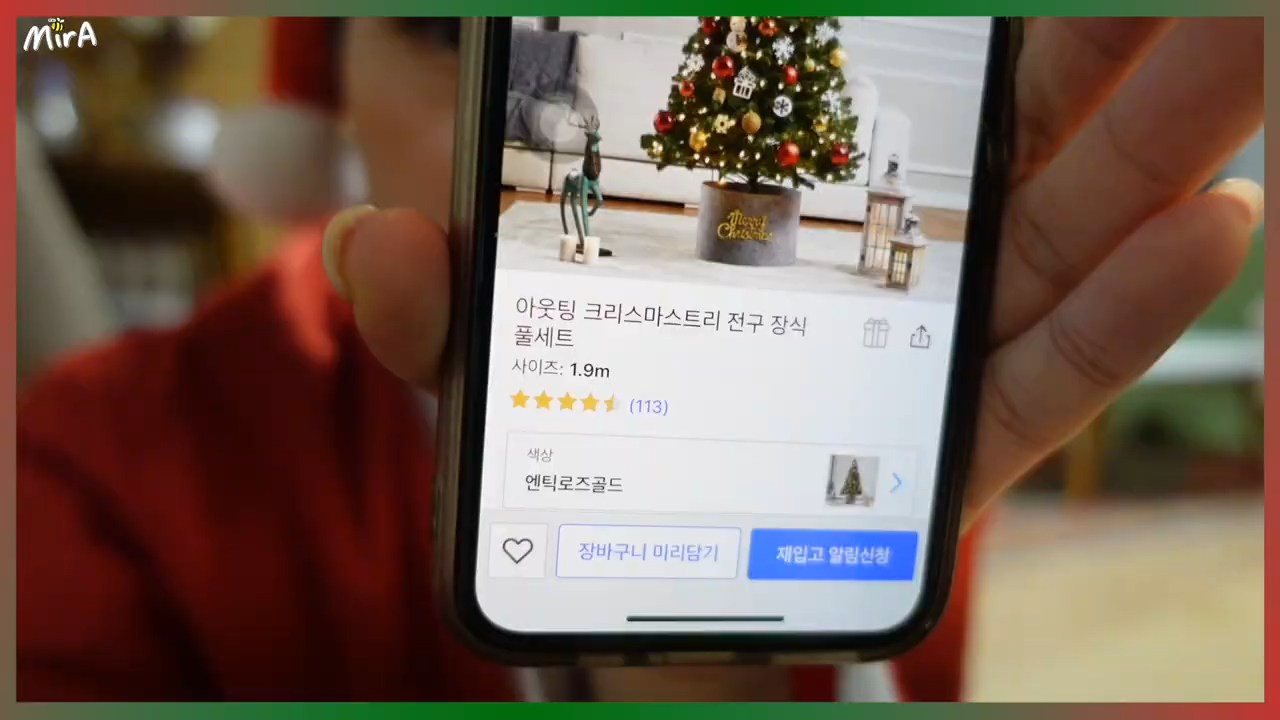 MirA
Merry
Christmas
아웃팅 크리스마스트리 전구 장식
풀세트
사이즈: 1.9m
(113)
색상
엔틱로즈골드
장바구니 미리담기
재입고 알림신청